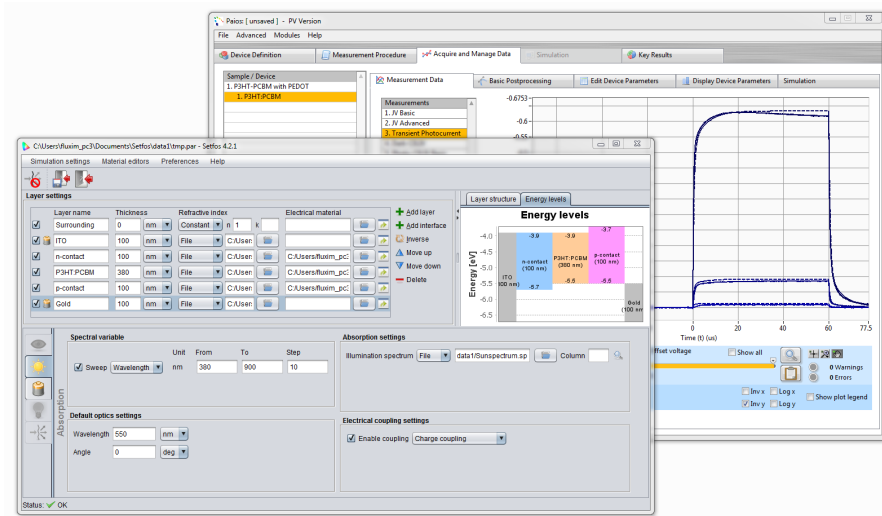 Paios: [ unsaved ] - PV Version
File Advanced Modules Help
Device Definition
Measurement Procedure
Acquire and Manage Data
Simulation
Key Results
Sample / Device
1. P3HT-PCBM with PEDOT
1. P3HT:PCBM
Measurement Data
Basic Postprocessing
Edit Device Parameters
Display Device Parameters
Simulation
Measurements
1. JV Basic
2. JV Advanced
3. Transient Photocurrent
-0.6753
-0.6
-0.55
C:\Users\fluxim_pc3\Documents\Setfos\data1\tmp.par - Setfos 4.2.1
Simulation settings Material editors Preferences Help
Layer settings
Layer name Thickness Refractive index Electrical material
Surrounding 0 nm Constant n 1 k
ITO 100 nm File C:/User:
n-contact 100 nm File C:/User: C:/Users/fluxim_pc:
P3HT:PCBM 380 nm File C:/User: C:/Users/fluxim_pc:
p-contact 100 nm File C:/User: C:/Users/fluxim_pc:
Gold 100 nm File C:/User:
Add layer
Add interface
Inverse
Move up
Move down
Delete
Layer structure Energy levels
Energy levels
Energy [eV]
-4.0
-4.5
-5.0
-5.5
-6.0
-6.5
-3.9 -3.9 -3.7
ITO
n-contact
(100 nm)
P3HT:PCBM
(380 nm)
p-contact
(100 nm)
-5.7 -5.5 -5.5
Gold
(100 nm
0 20 40 60 77.5
Time (t) (us)
ffset voltage
Show all
0 Warnings
0 Errors
Inv x Log x
Inv y Log y
Show plot legend
Absorption
Spectral variable
Unit From To Step
Sweep Wavelength nm 380 900 10
Default optics settings
Wavelength 550 nm
Angle 0 deg
Absorption settings
Illumination spectrum File data1/Sunspectrum.sp Column
Electrical coupling settings
Enable coupling Charge coupling
Status: OK